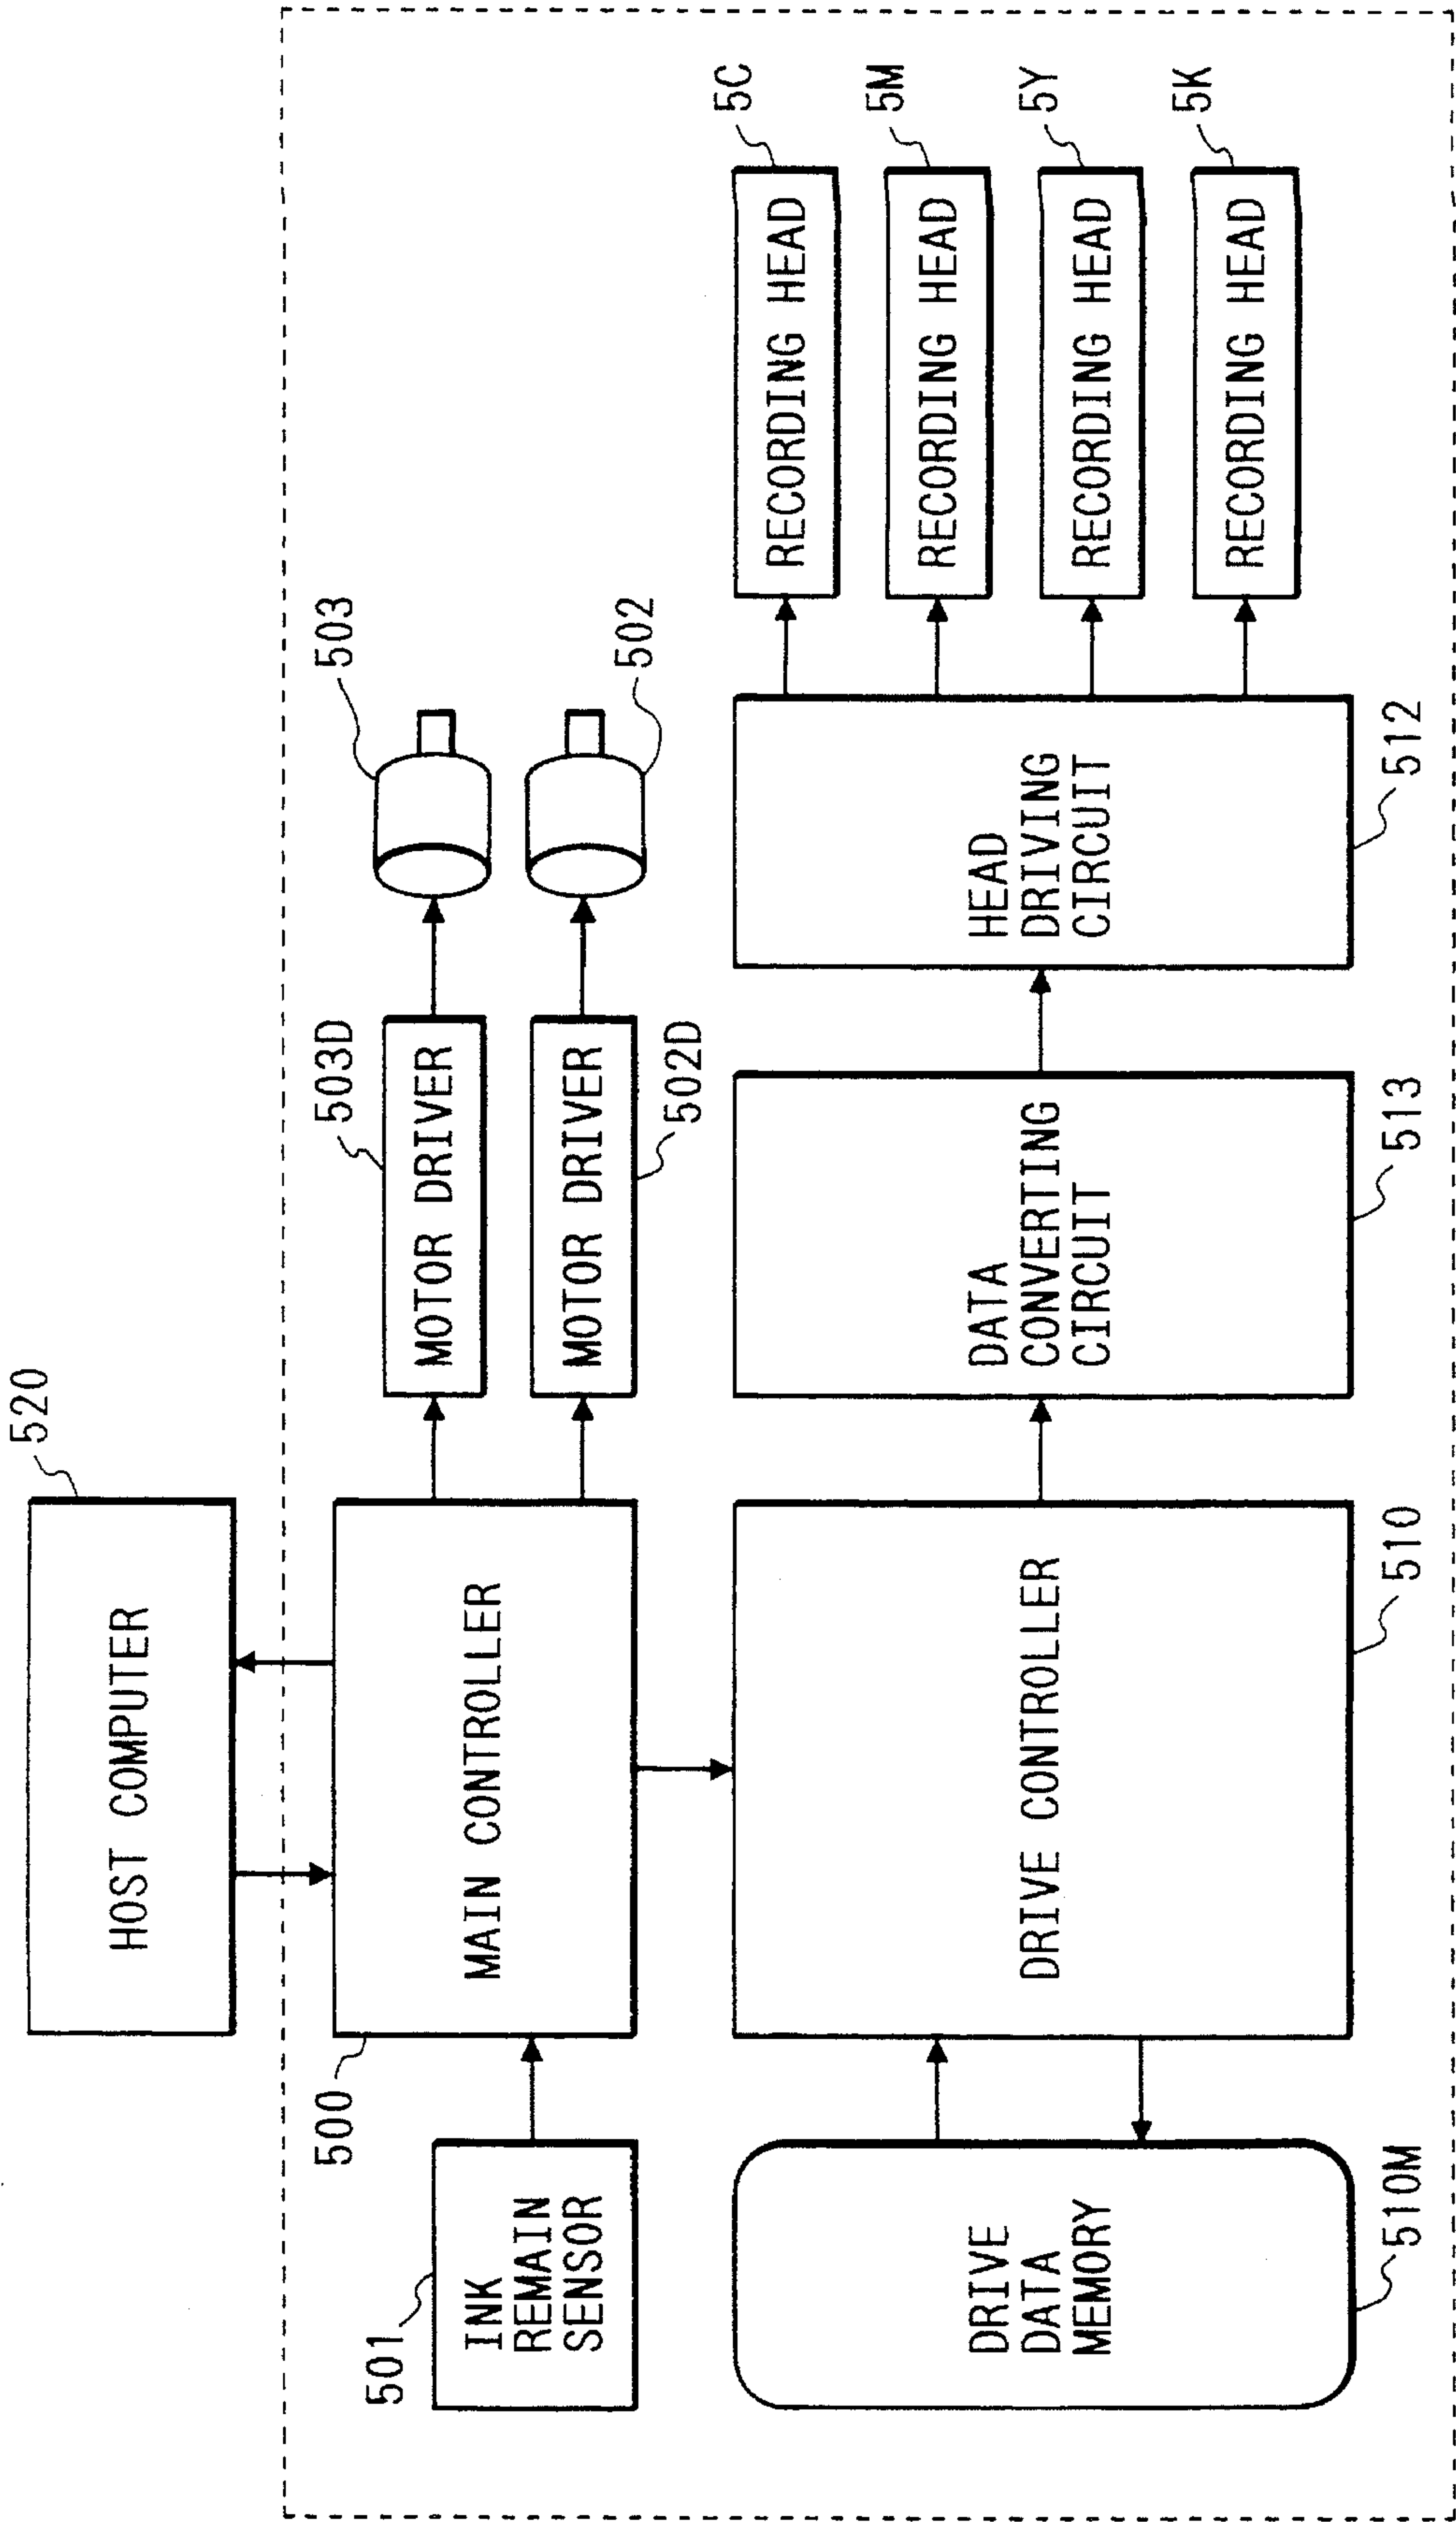 520
HOST COMPUTER
503
503D
MOTOR DRIVER
500
MAIN CONTROLLER
501
INK
REMAIN
SENSOR
MOTOR DRIVER
502D
502
5C
RECORDING HEAD
5M
RECORDING HEAD
5Y
RECORDING HEAD
5K
RECORDING HEAD
DRIVE
DATA
MEMORY
510M
DRIVE CONTROLLER
510
DATA
CONVERTING
CIRCUIT
513
HEAD
DRIVING
CIRCUIT
512